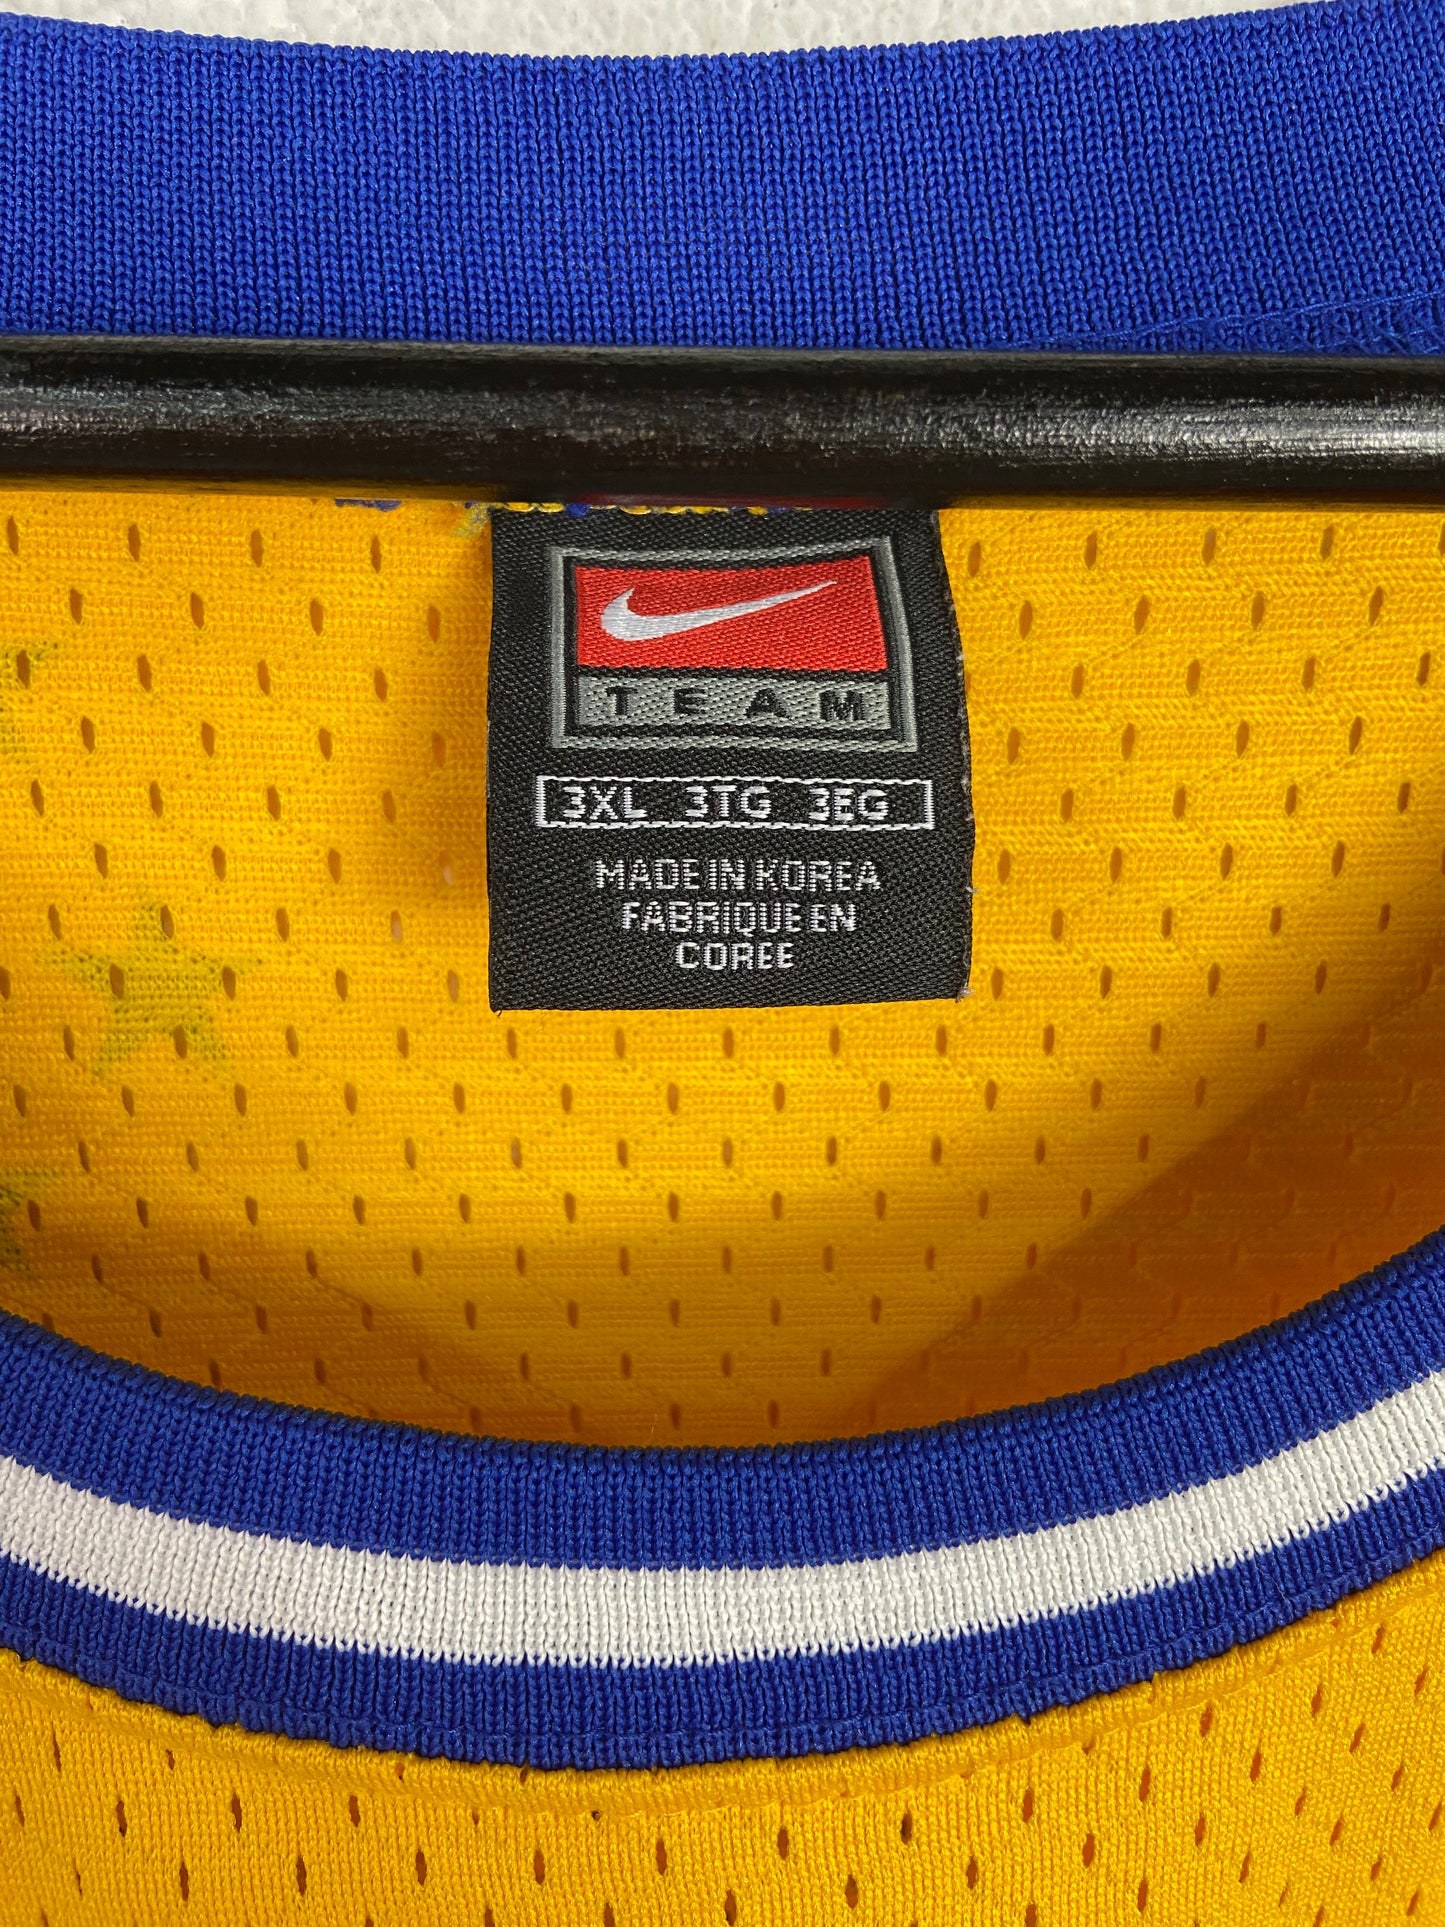 TEAM
3XL 3TG 3EG
MADE IN KOREA
FABRIQUE EN
COREE